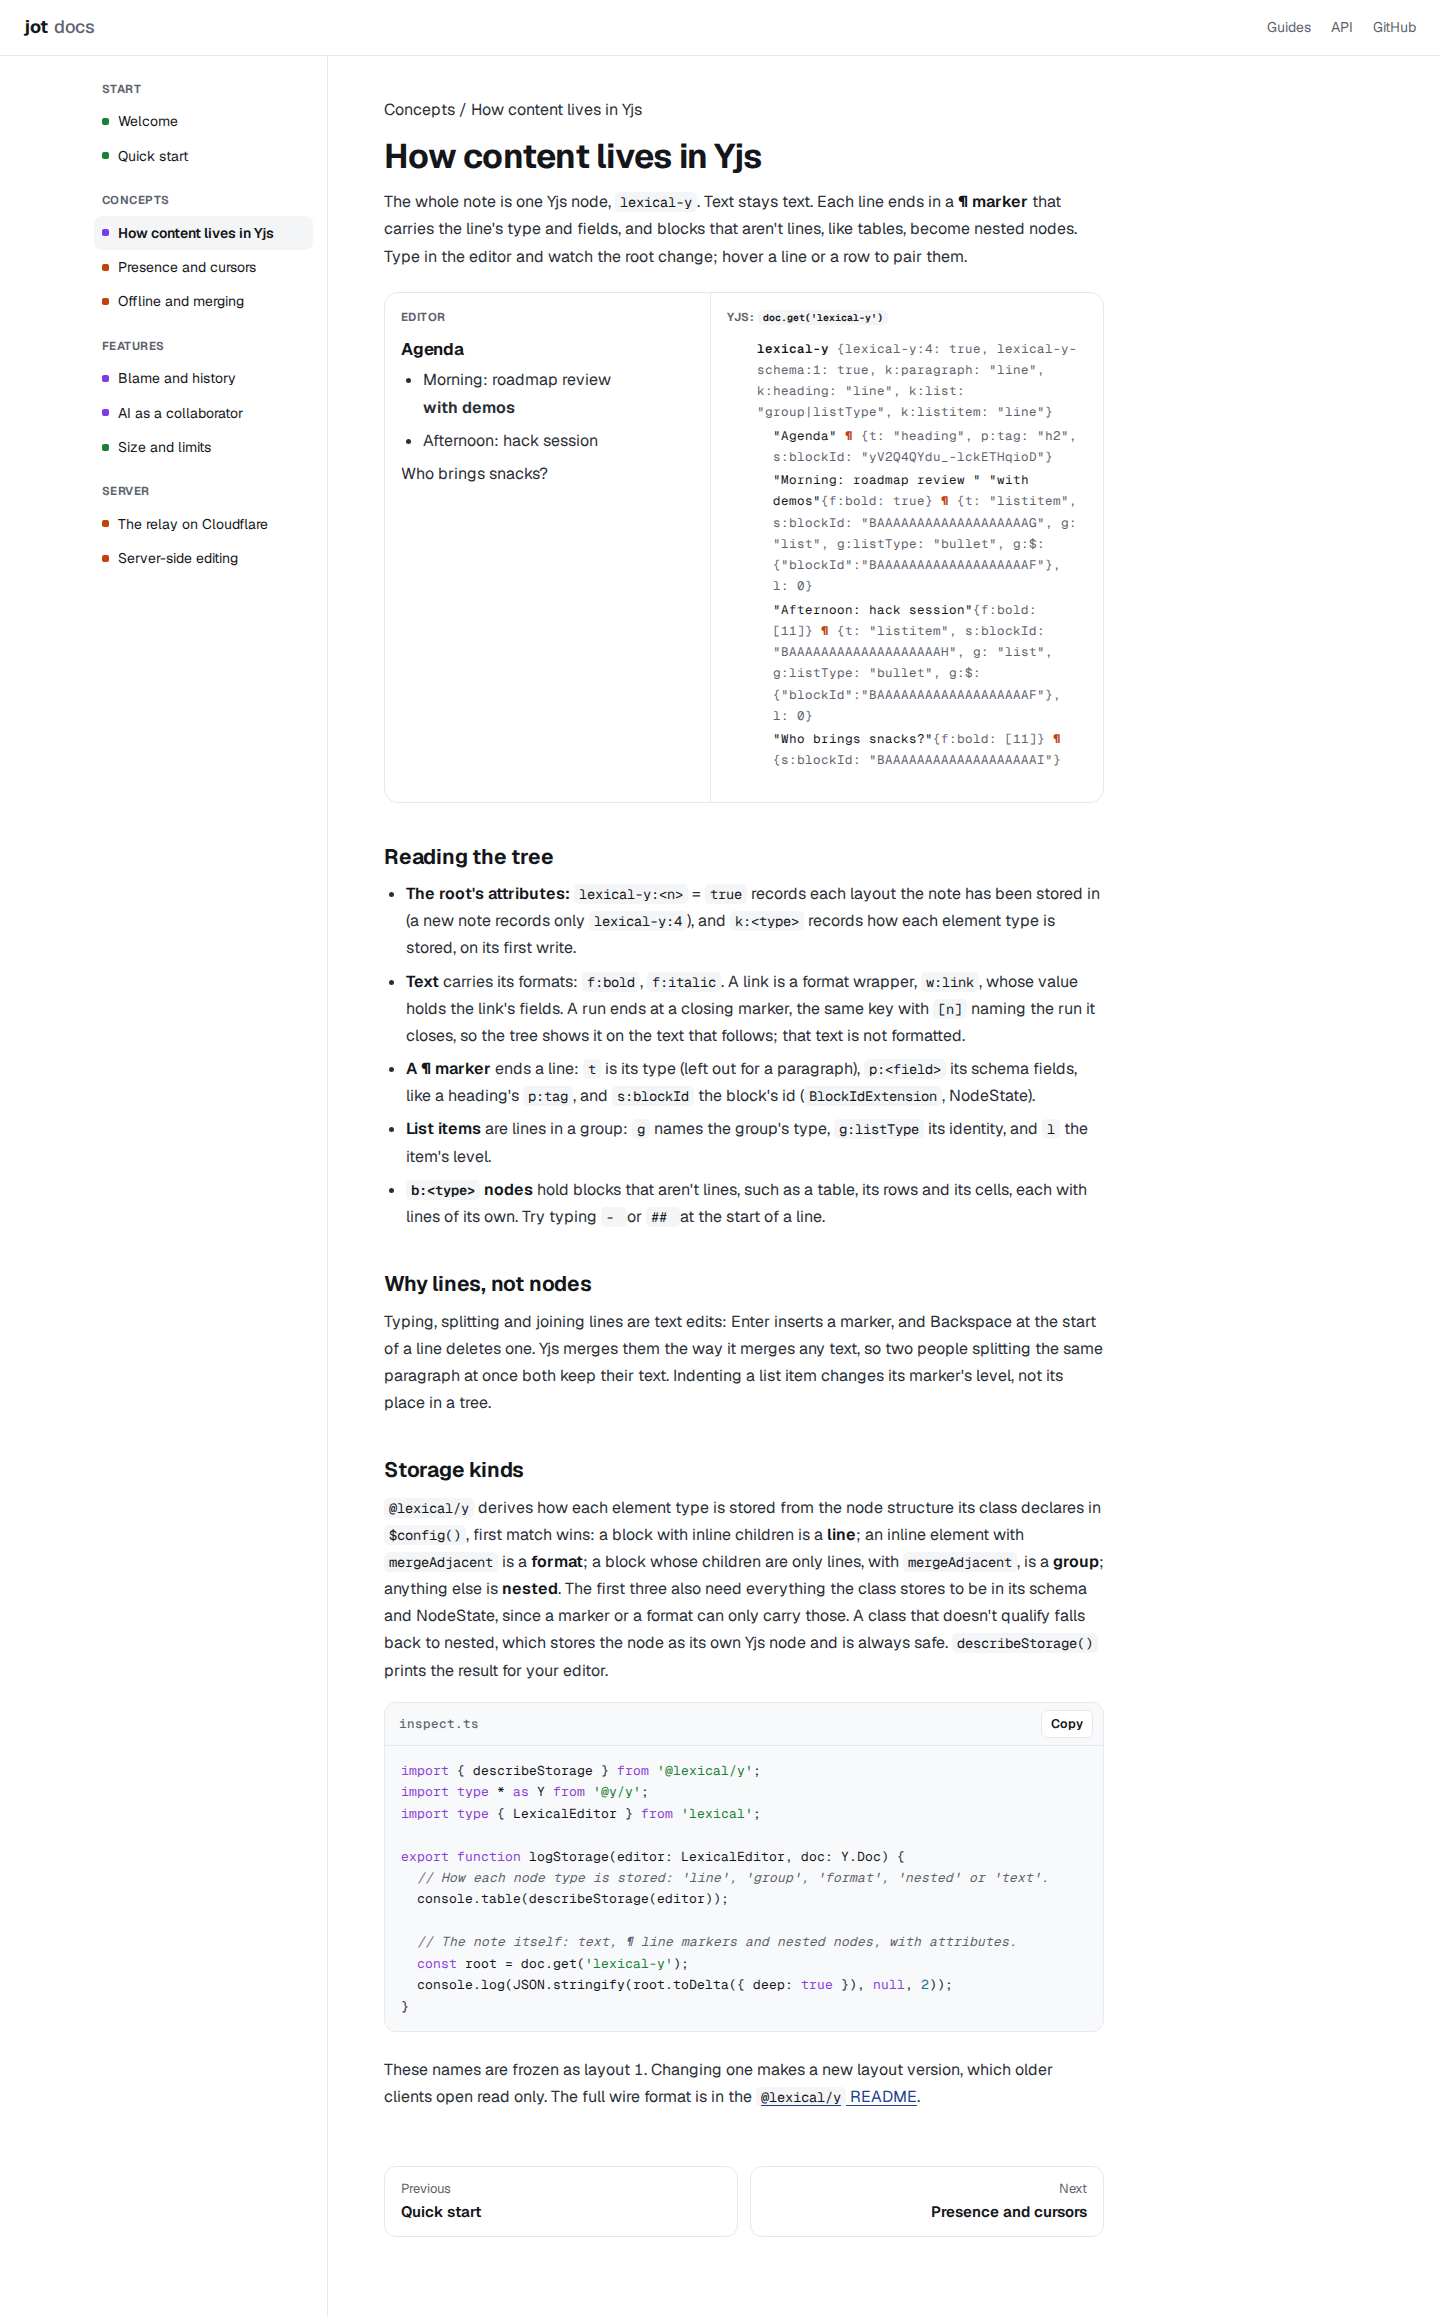 jot docs
Guides API GitHub
START
Welcome
Quick start
CONCEPTS
How content lives in Yjs
Presence and cursors
Offline and merging
FEATURES
Blame and history
AI as a collaborator
Size and limits
SERVER
The relay on Cloudflare
Server-side editing
Concepts / How content lives in Yjs
How content lives in Yjs
The whole note is one Yjs node, lexical-y. Text stays text. Each line ends in a ¶ marker that
carries the line's type and fields, and blocks that aren't lines, like tables, become nested nodes.
Type in the editor and watch the root change; hover a line or a row to pair them.
EDITOR
Agenda
• Morning: roadmap review
with demos
• Afternoon: hack session
Who brings snacks?
YJS: doc.get('lexical-y')
lexical-y {lexical-y:4: true, lexical-y-
schema:1: true, k:paragraph: "line",
k:heading: "line", k:list:
"group|listType", k:listitem: "line"}
"Agenda" ¶ {t: "heading", p:tag: "h2",
s:blockId: "yV2Q4QYdu_-lckETHqioD"}
"Morning: roadmap review " "with
demos"{f:bold: true} ¶ {t: "listitem",
s:blockId: "BAAAAAAAAAAAAAAAAAAAG", g:
"list", g:listType: "bullet", g:$:
{"blockId":"BAAAAAAAAAAAAAAAAAAAF"},
l: 0}
"Afternoon: hack session"{f:bold:
[11]} ¶ {t: "listitem", s:blockId:
"BAAAAAAAAAAAAAAAAAAAH", g: "list",
g:listType: "bullet", g:$:
{"blockId":"BAAAAAAAAAAAAAAAAAAAF"},
l: 0}
"Who brings snacks?"{f:bold: [11]} ¶
{s:blockId: "BAAAAAAAAAAAAAAAAAAAI"}
Reading the tree
• The root's attributes: lexical-y:<n> = true records each layout the note has been stored in
(a new note records only lexical-y:4), and k:<type> records how each element type is
stored, on its first write.
• Text carries its formats: f:bold, f:italic. A link is a format wrapper, w:link, whose value
holds the link's fields. A run ends at a closing marker, the same key with [n] naming the run it
closes, so the tree shows it on the text that follows; that text is not formatted.
• A ¶ marker ends a line: t is its type (left out for a paragraph), p:<field> its schema fields,
like a heading's p:tag, and s:blockId the block's id (BlockIdExtension, NodeState).
• List items are lines in a group: g names the group's type, g:listType its identity, and l the
item's level.
• b:<type> nodes hold blocks that aren't lines, such as a table, its rows and its cells, each with
lines of its own. Try typing - or ## at the start of a line.
Why lines, not nodes
Typing, splitting and joining lines are text edits: Enter inserts a marker, and Backspace at the start
of a line deletes one. Yjs merges them the way it merges any text, so two people splitting the same
paragraph at once both keep their text. Indenting a list item changes its marker's level, not its
place in a tree.
Storage kinds
@lexical/y derives how each element type is stored from the node structure its class declares in
$config(), first match wins: a block with inline children is a line; an inline element with
mergeAdjacent is a format; a block whose children are only lines, with mergeAdjacent, is a group;
anything else is nested. The first three also need everything the class stores to be in its schema
and NodeState, since a marker or a format can only carry those. A class that doesn't qualify falls
back to nested, which stores the node as its own Yjs node and is always safe. describeStorage()
prints the result for your editor.
inspect.ts
Copy
import { describeStorage } from '@lexical/y';
import type * as Y from '@y/y';
import type { LexicalEditor } from 'lexical';
export function logStorage(editor: LexicalEditor, doc: Y.Doc) {
// How each node type is stored: 'line', 'group', 'format', 'nested' or 'text'.
console.table(describeStorage(editor));
// The note itself: text, ¶ line markers and nested nodes, with attributes.
const root = doc.get('lexical-y');
console.log(JSON.stringify(root.toDelta({ deep: true }), null, 2));
}
These names are frozen as layout 1. Changing one makes a new layout version, which older
clients open read only. The full wire format is in the @lexical/y README.
Previous
Quick start
Next
Presence and cursors